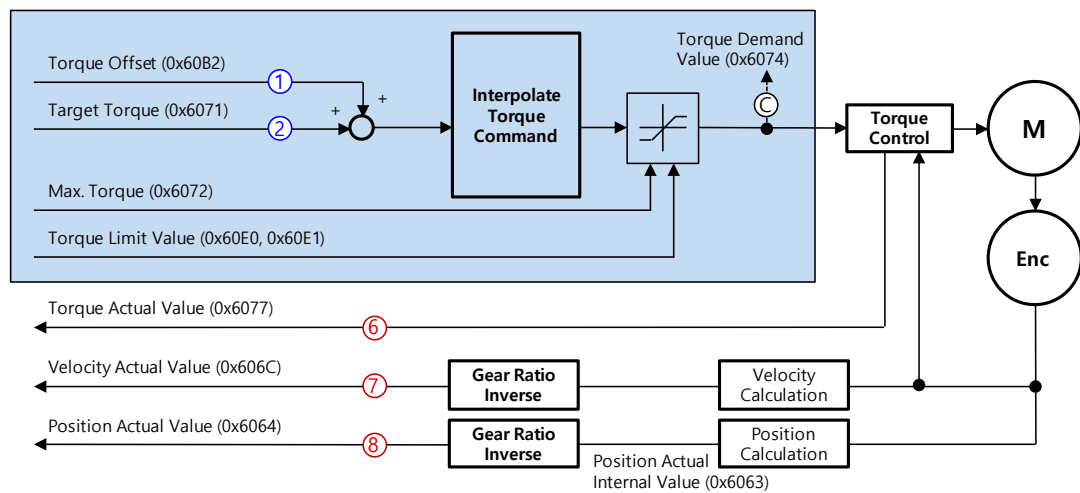 Torque Offset (0x60B2)
1
+
Target Torque (0x6071)
+
2
Interpolate
Torque
Command
Torque Demand
Value (0x6074)
C
Torque
Control
M
Max. Torque (0x6072)
Torque Limit Value (0x60E0, 0x60E1)
Enc
Torque Actual Value (0x6077)
6
Velocity Actual Value (0x606C)
7
Gear Ratio
Inverse
Velocity
Calculation
Position Actual Value (0x6064)
8
Gear Ratio
Inverse
Position
Calculation
Position Actual
Internal Value (0x6063)